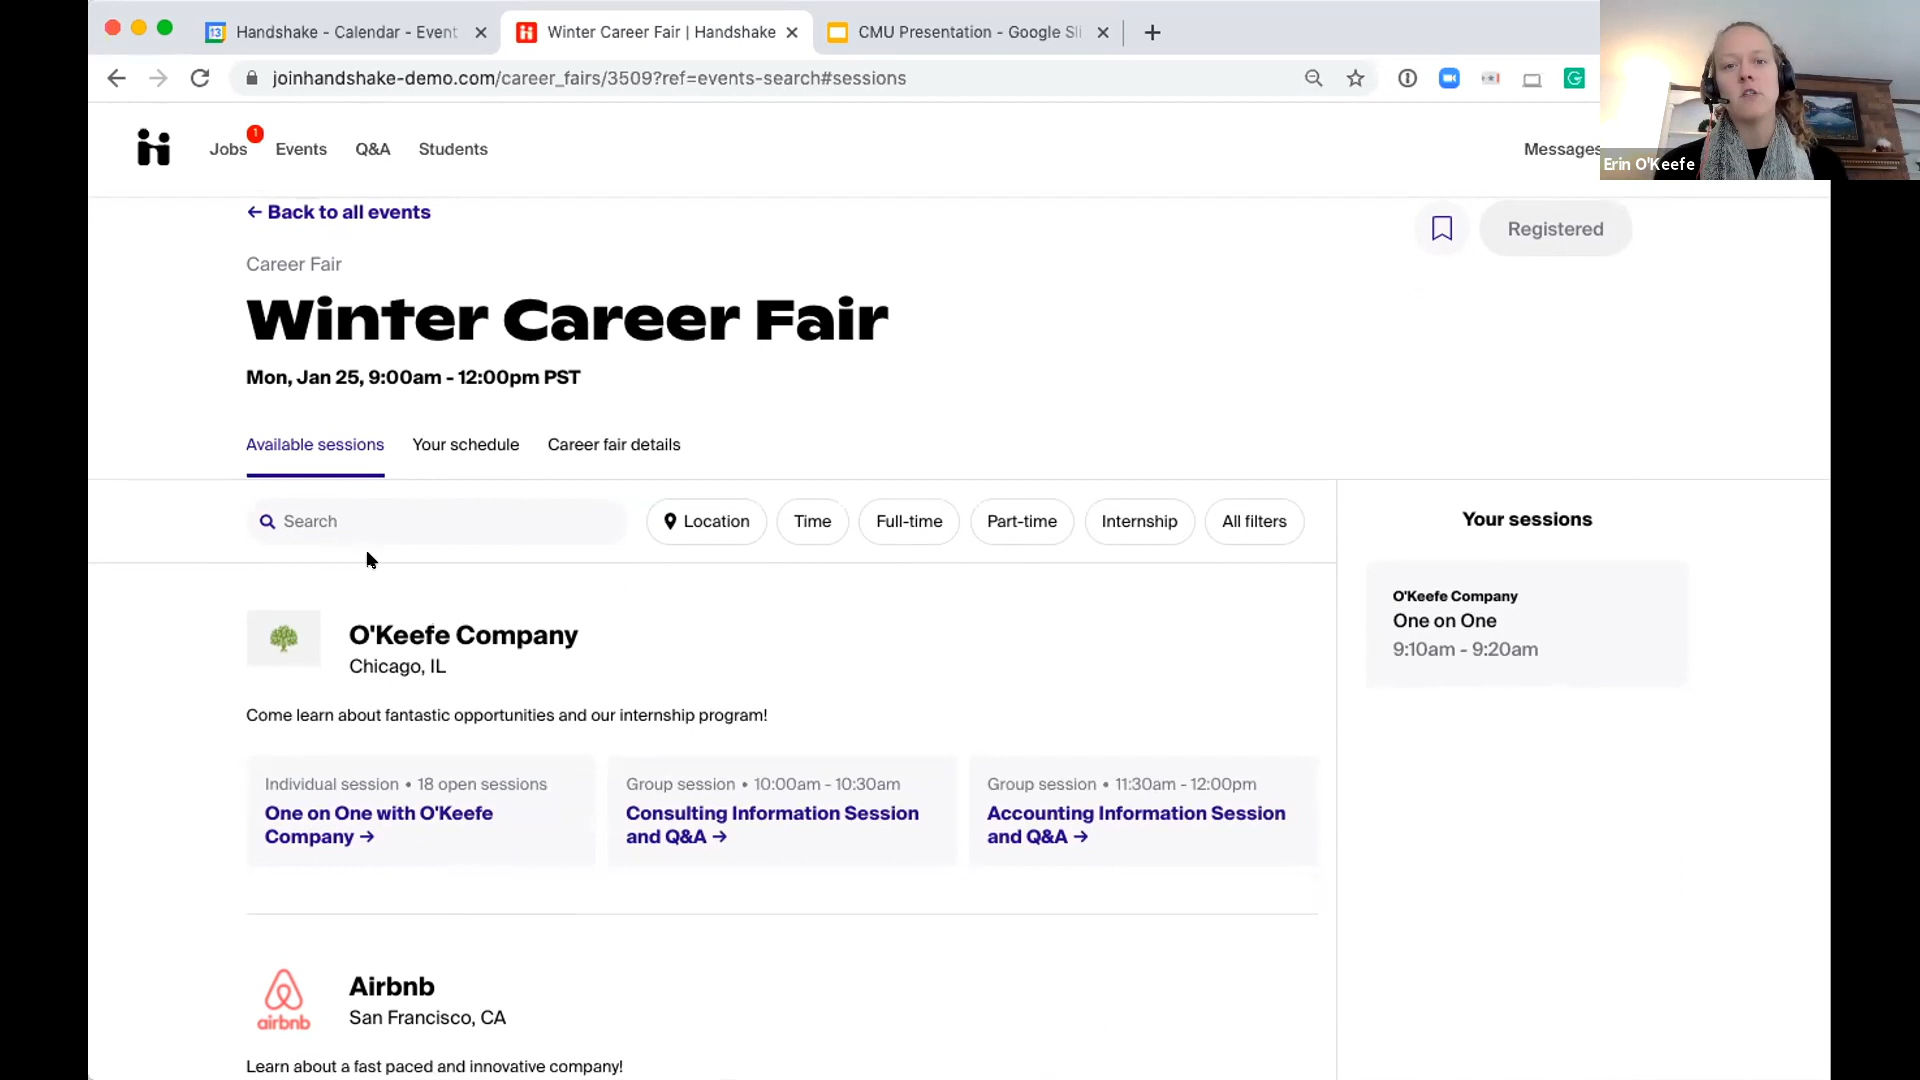 Handshake - Calendar - Event
Winter Career Fair | Handshake
CMU Presentation - Google Sli
joinhandshake-demo.com/career_fairs/3509?ref=events-search#sessions
Erin O'Keefe
Jobs 1 Events Q&A Students
Messages
← Back to all events
Registered
Career Fair
Winter Career Fair
Mon, Jan 25, 9:00am - 12:00pm PST
Available sessions Your schedule Career fair details
Search Location Time Full-time Part-time Internship All filters
Your sessions
O'Keefe Company
One on One
9:10am - 9:20am
O'Keefe Company
Chicago, IL
Come learn about fantastic opportunities and our internship program!
Individual session • 18 open sessions
One on One with O'Keefe
Company →
Group session • 10:00am - 10:30am
Consulting Information Session
and Q&A →
Group session • 11:30am - 12:00pm
Accounting Information Session
and Q&A →
airbnb
Airbnb
San Francisco, CA
Learn about a fast paced and innovative company!